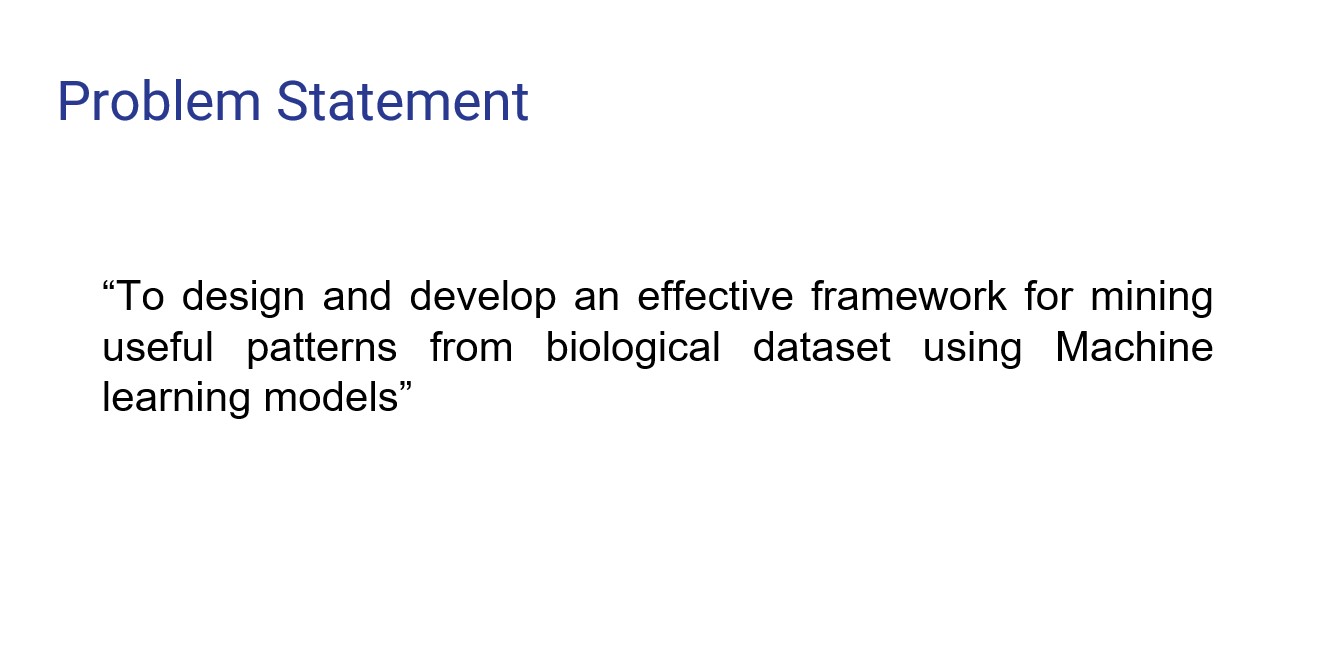 Problem Statement
“To design and develop an effective framework for mining
useful patterns from biological dataset using Machine
learning models”